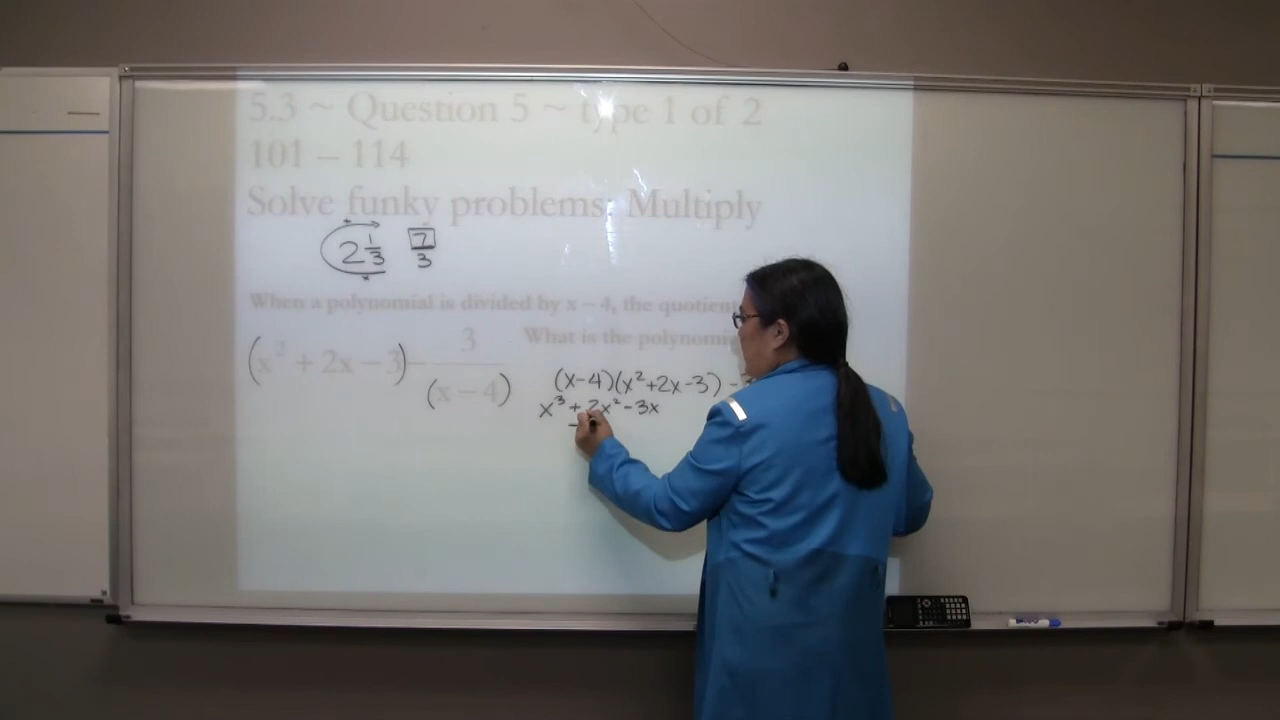 5.3 ~ Question 5 ~ type 1 of 2
101 – 114
Solve funky problems: Multiply
+
2 1/3 7/3
x
When a polynomial is divided by x – 4, the quotient
What is the polynomia
(x² + 2x – 3) – 3/(x – 4)
(x-4)(x²+2x-3) -
x³ + 2x² - 3x
-